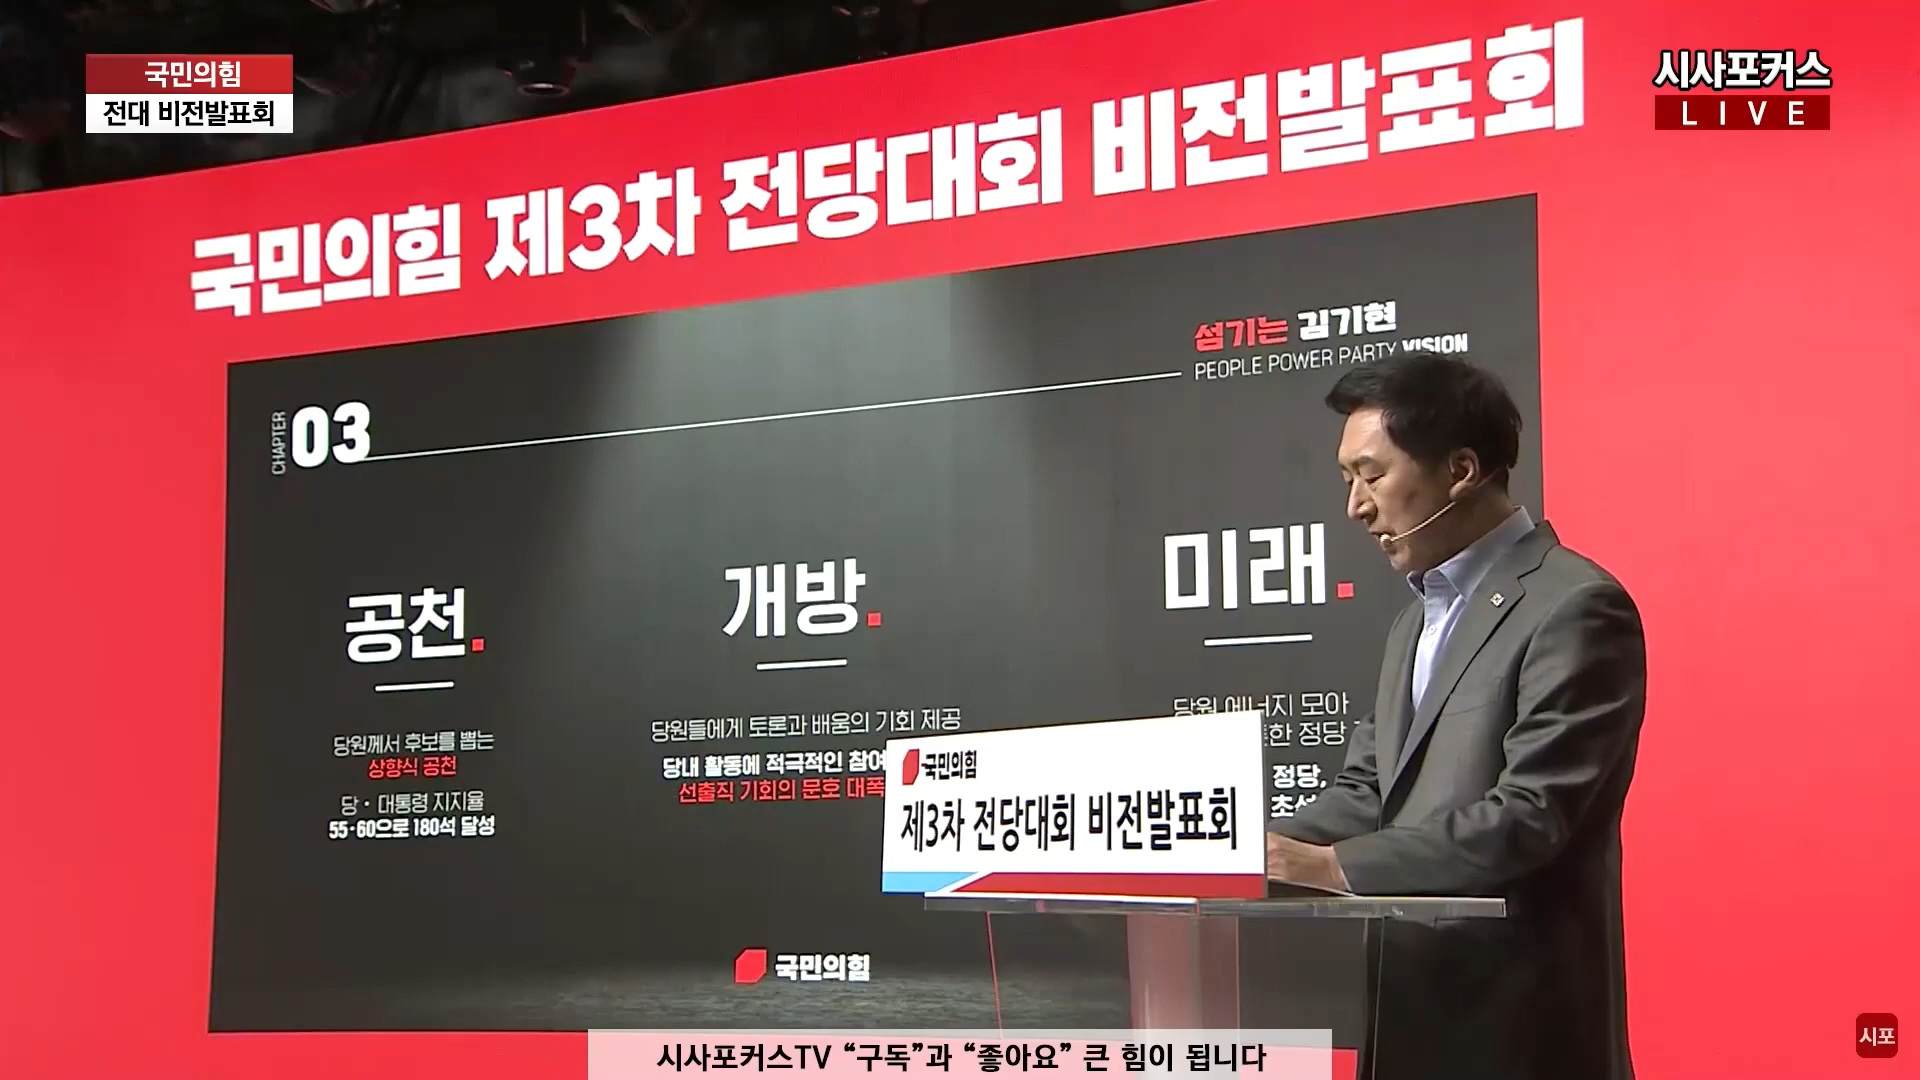 국민의힘
전대 비전발표회
시사포커스
LIVE
국민의힘 제3차 전당대회 비전발표회
섬기는 김기현
PEOPLE POWER PARTY VISION
CHAPTER 03
공천.
당원께서 후보를 뽑는
상향식 공천
당·대통령 지지율
55·60으로 180석 달성
개방.
당원들에게 토론과 배움의 기회 제공
당내 활동에 적극적인 참여
선출직 기회의 문호 대폭
미래.
당원 에너지 모아
한 정당
정당,
국민의힘
제3차 전당대회 비전발표회
국민의힘
시사포커스TV “구독”과 “좋아요” 큰 힘이 됩니다
시포